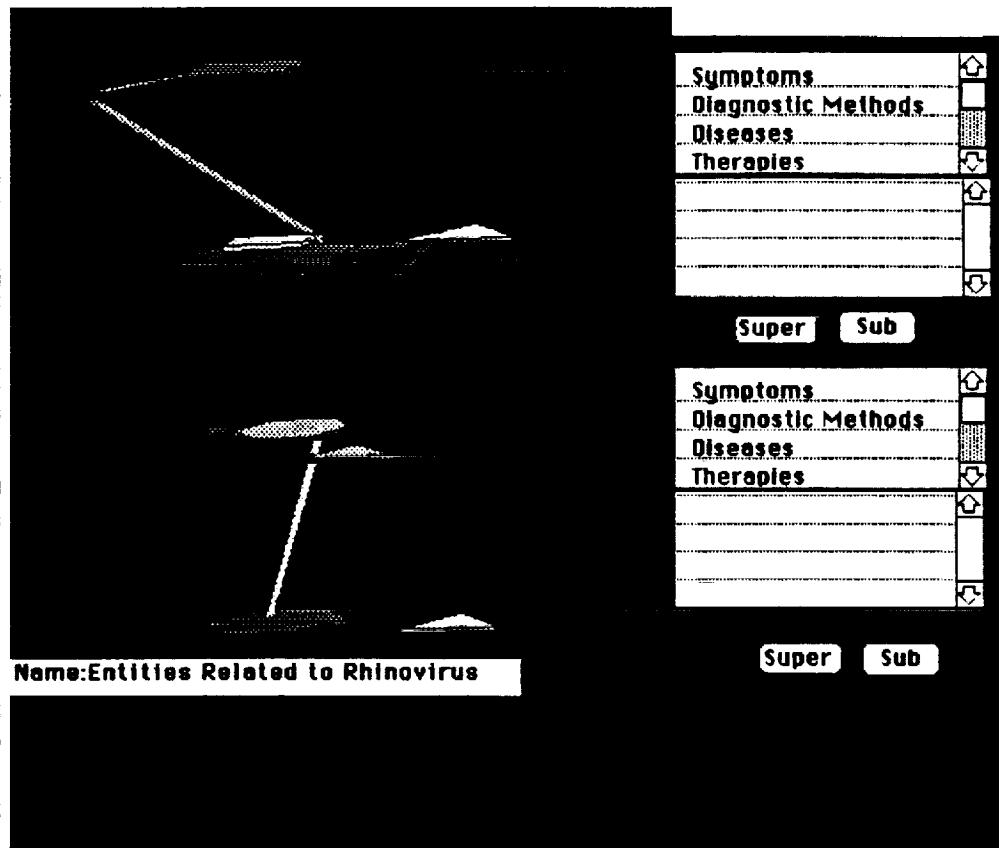 Symptoms
Diagnostic Methods
Diseases
Therapies
Super Sub
Symptoms
Diagnostic Methods
Diseases
Therapies
Super Sub
Name:Entities Related to Rhinovirus